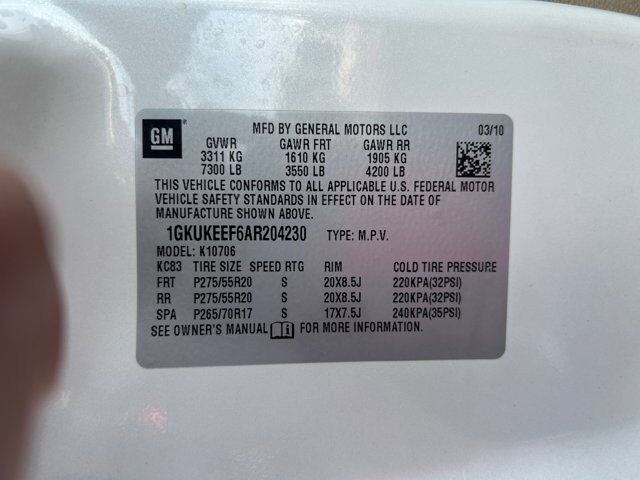 GM
MFD BY GENERAL MOTORS LLC 03/10
GVWR GAWR FRT GAWR RR
3311 KG 1610 KG 1905 KG
7300 LB 3550 LB 4200 LB
THIS VEHICLE CONFORMS TO ALL APPLICABLE U.S. FEDERAL MOTOR
VEHICLE SAFETY STANDARDS IN EFFECT ON THE DATE OF
MANUFACTURE SHOWN ABOVE.
1GKUKEEF6AR204230 TYPE: M.P.V.
MODEL: K10706
KC83 TIRE SIZE SPEED RTG RIM COLD TIRE PRESSURE
FRT P275/55R20 S 20X8.5J 220KPA(32PSI)
RR P275/55R20 S 20X8.5J 220KPA(32PSI)
SPA P265/70R17 S 17X7.5J 240KPA(35PSI)
SEE OWNER'S MANUAL FOR MORE INFORMATION.